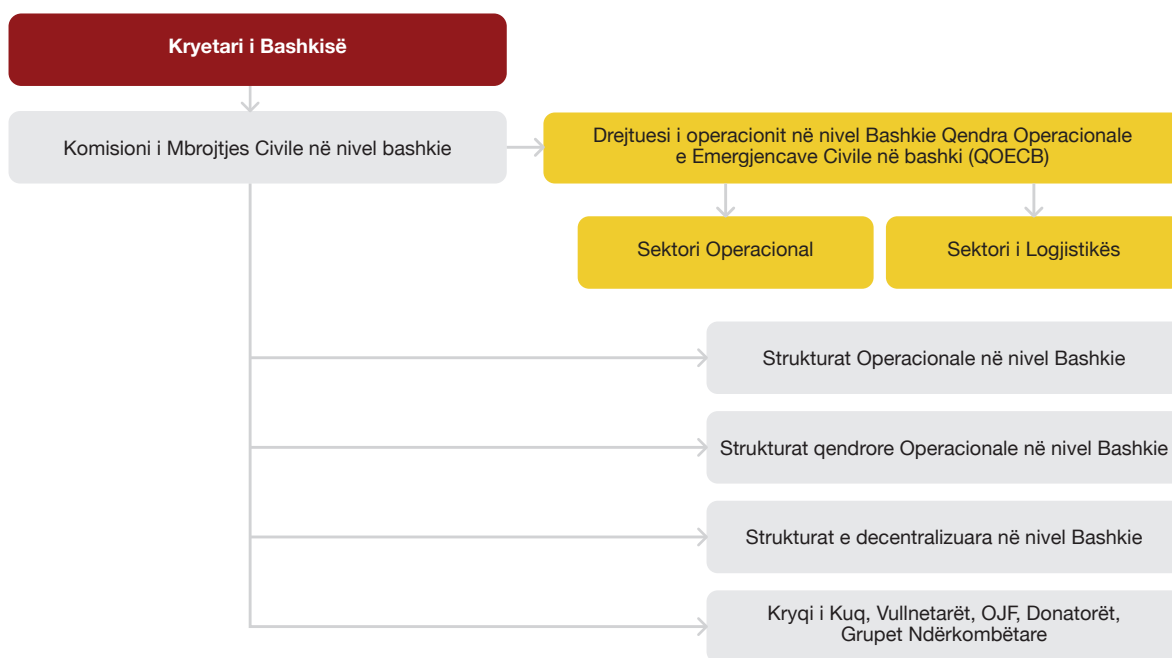 Kryetari i Bashkisë
Komisioni i Mbrojtjes Civile në nivel bashkie
Drejtuesi i operacionit në nivel Bashkie Qendra Operacionale
e Emergjencave Civile në bashki (QOECB)
Sektori Operacional
Sektori i Logjistikës
Strukturat Operacionale në nivel Bashkie
Strukturat qendrore Operacionale në nivel Bashkie
Strukturat e decentralizuara në nivel Bashkie
Kryqi i Kuq, Vullnetarët, OJF, Donatorët,
Grupet Ndërkombëtare